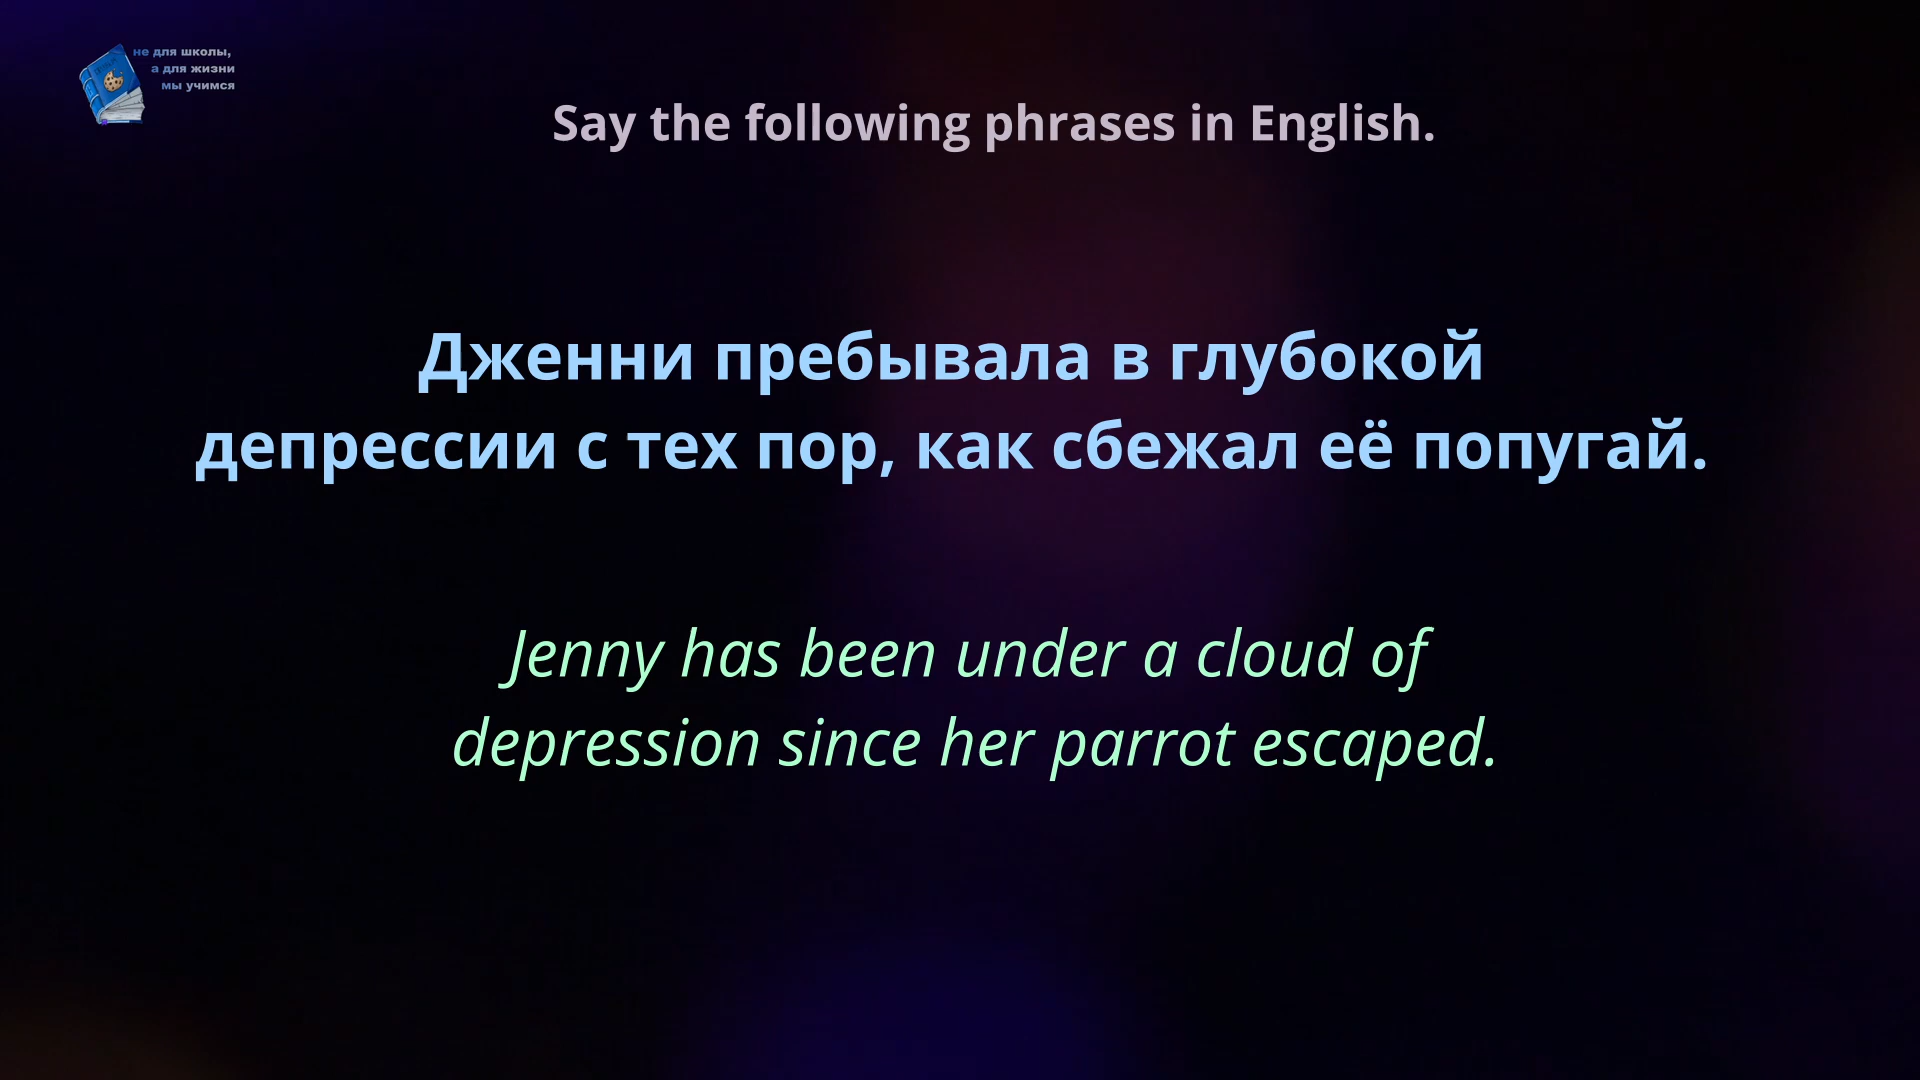 не для школы,
а для жизни
мы учимся
Say the following phrases in English.
Дженни пребывала в глубокой
депрессии с тех пор, как сбежал её попугай.
Jenny has been under a cloud of
depression since her parrot escaped.